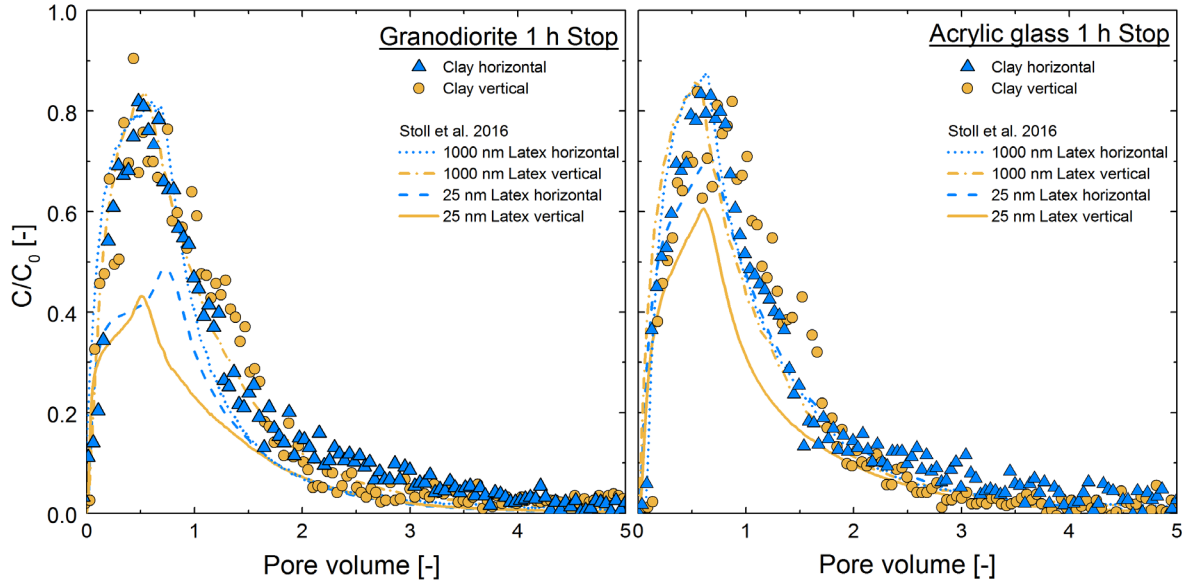 C/C0 [-]
1.0
0.8
0.6
0.4
0.2
0.0
Granodiorite 1 h Stop
Clay horizontal
Clay vertical
Stoll et al. 2016
1000 nm Latex horizontal
1000 nm Latex vertical
25 nm Latex horizontal
25 nm Latex vertical
0 1 2 3 4 5
Pore volume [-]
Acrylic glass 1 h Stop
Clay horizontal
Clay vertical
Stoll et al. 2016
1000 nm Latex horizontal
1000 nm Latex vertical
25 nm Latex horizontal
25 nm Latex vertical
0 1 2 3 4 5
Pore volume [-]